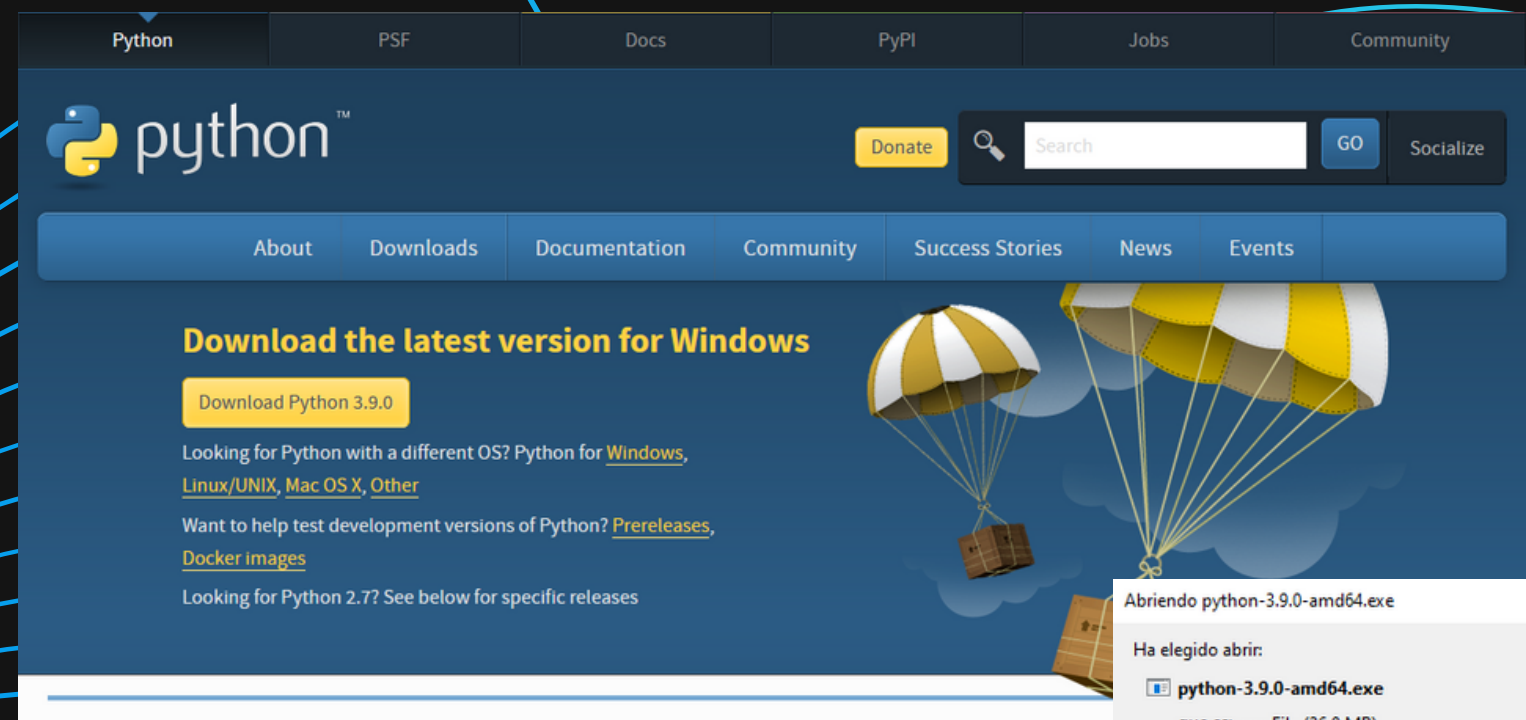 Python PSF Docs PyPI Jobs Community
python™
Donate Search GO Socialize
About Downloads Documentation Community Success Stories News Events
Download the latest version for Windows
Download Python 3.9.0
Looking for Python with a different OS? Python for Windows,
Linux/UNIX, Mac OS X, Other
Want to help test development versions of Python? Prereleases,
Docker images
Looking for Python 2.7? See below for specific releases
Abriendo python-3.9.0-amd64.exe
Ha elegido abrir:
python-3.9.0-amd64.exe